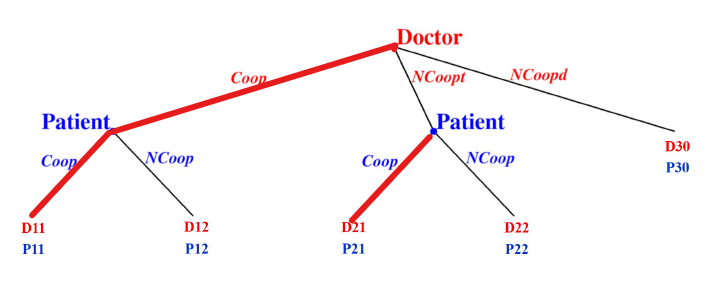 Doctor
Coop
NCoopt
NCoopd
Patient
Patient
Coop
NCoop
Coop
NCoop
D30
P30
D11
D12
D21
D22
P11
P12
P21
P22